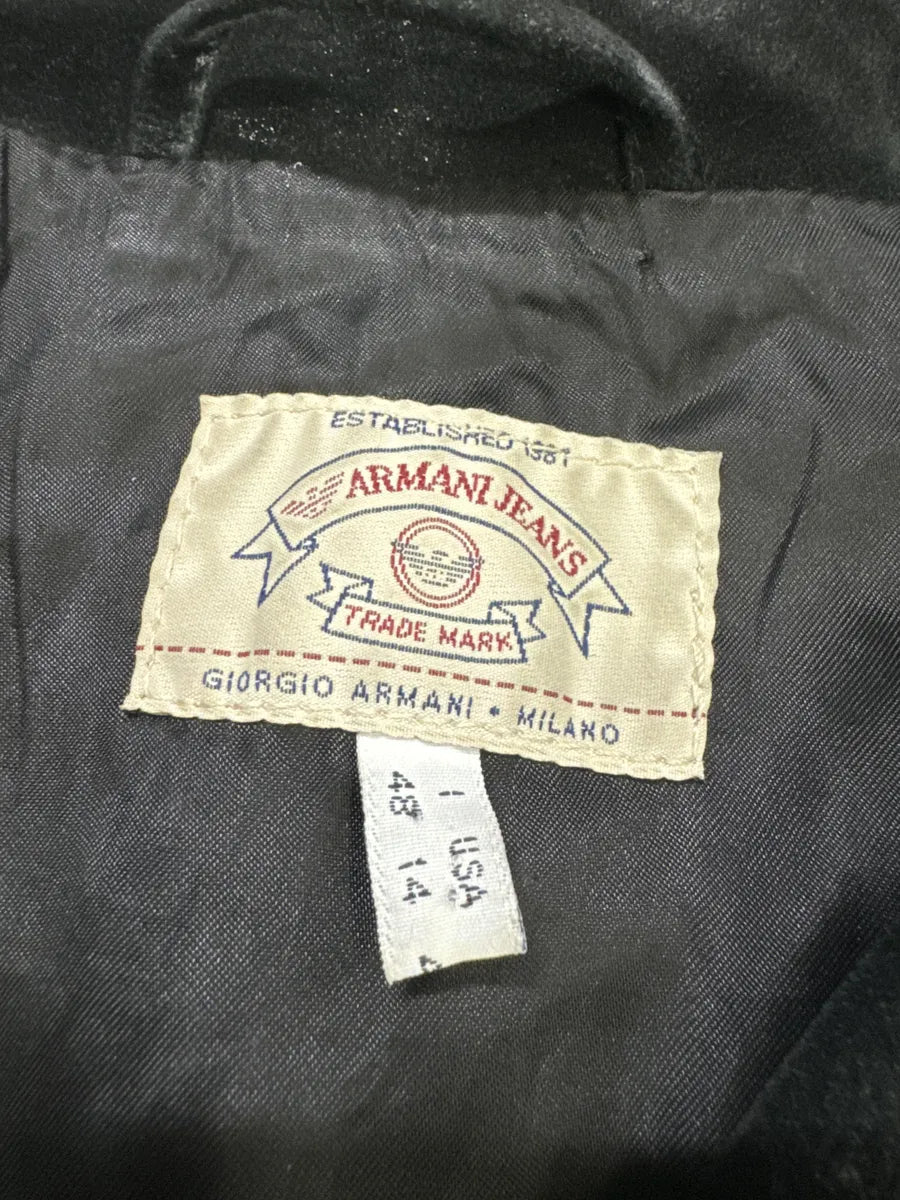 ESTABLISHED 1981
ARMANI JEANS
TRADE MARK
GIORGIO ARMANI • MILANO
I USA
48 14